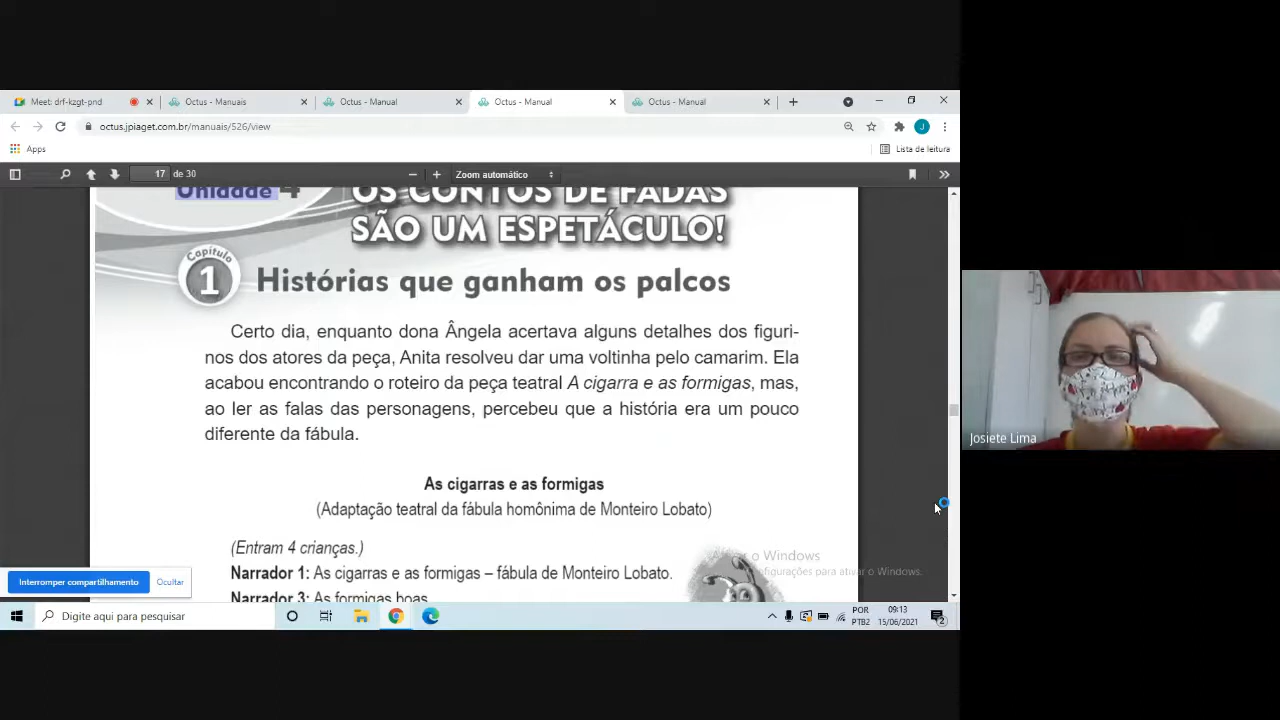 Meet: drf-kzgt-pnd
Octus - Manuais
Octus - Manual
Octus - Manual
Octus - Manual
octus.jpiaget.com.br/manuais/526/view
Apps
Lista de leitura
17 de 30
Zoom automático
Unidade 4
OS CONTOS DE FADAS
SÃO UM ESPETÁCULO!
Capítulo
1
Histórias que ganham os palcos
Certo dia, enquanto dona Ângela acertava alguns detalhes dos figuri-
nos dos atores da peça, Anita resolveu dar uma voltinha pelo camarim. Ela
acabou encontrando o roteiro da peça teatral A cigarra e as formigas, mas,
ao ler as falas das personagens, percebeu que a história era um pouco
diferente da fábula.
As cigarras e as formigas
(Adaptação teatral da fábula homônima de Monteiro Lobato)
(Entram 4 crianças.)
Narrador 1: As cigarras e as formigas – fábula de Monteiro Lobato.
Narrador 3: As formigas boas.
o Windows
configurações para ativar o Windows.
Interromper compartilhamento
Ocultar
Digite aqui para pesquisar
POR
PTB2
09:13
15/06/2021
2
J
Josiete Lima